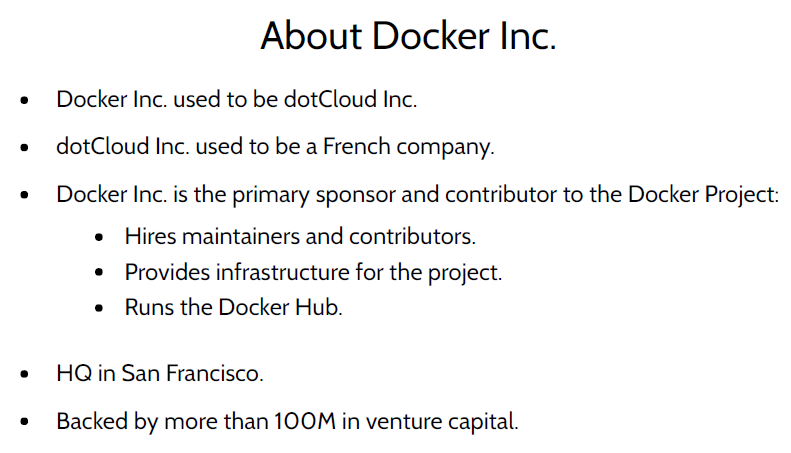 About Docker Inc.
• Docker Inc. used to be dotCloud Inc.
• dotCloud Inc. used to be a French company.
• Docker Inc. is the primary sponsor and contributor to the Docker Project:
• Hires maintainers and contributors.
• Provides infrastructure for the project.
• Runs the Docker Hub.
• HQ in San Francisco.
• Backed by more than 100M in venture capital.